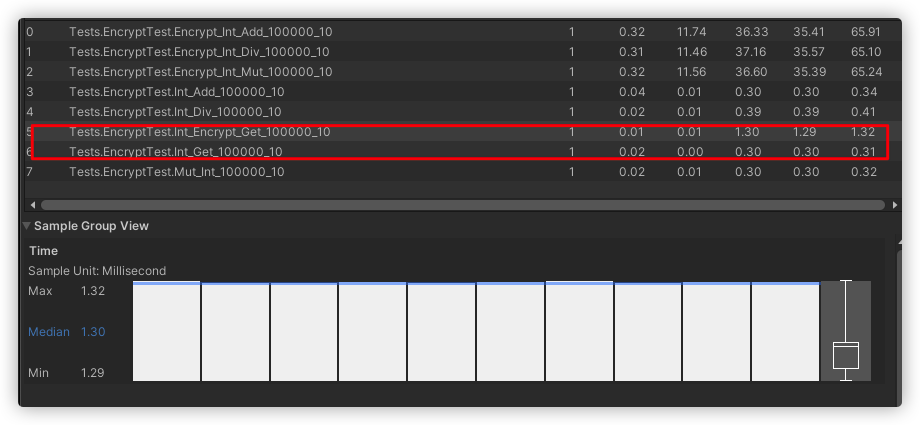 0 Tests.EncryptTest.Encrypt_Int_Add_100000_10 1 0.32 11.74 36.33 35.41 65.91
1 Tests.EncryptTest.Encrypt_Int_Div_100000_10 1 0.31 11.46 37.16 35.57 65.10
2 Tests.EncryptTest.Encrypt_Int_Mut_100000_10 1 0.32 11.56 36.60 35.39 65.24
3 Tests.EncryptTest.Int_Add_100000_10 1 0.04 0.01 0.30 0.30 0.34
4 Tests.EncryptTest.Int_Div_100000_10 1 0.02 0.01 0.39 0.39 0.41
5 Tests.EncryptTest.Int_Encrypt_Get_100000_10 1 0.01 0.01 1.30 1.29 1.32
6 Tests.EncryptTest.Int_Get_100000_10 1 0.02 0.00 0.30 0.30 0.31
7 Tests.EncryptTest.Mut_Int_100000_10 1 0.02 0.01 0.30 0.30 0.32
Sample Group View
Time
Sample Unit: Millisecond
Max 1.32
Median 1.30
Min 1.29